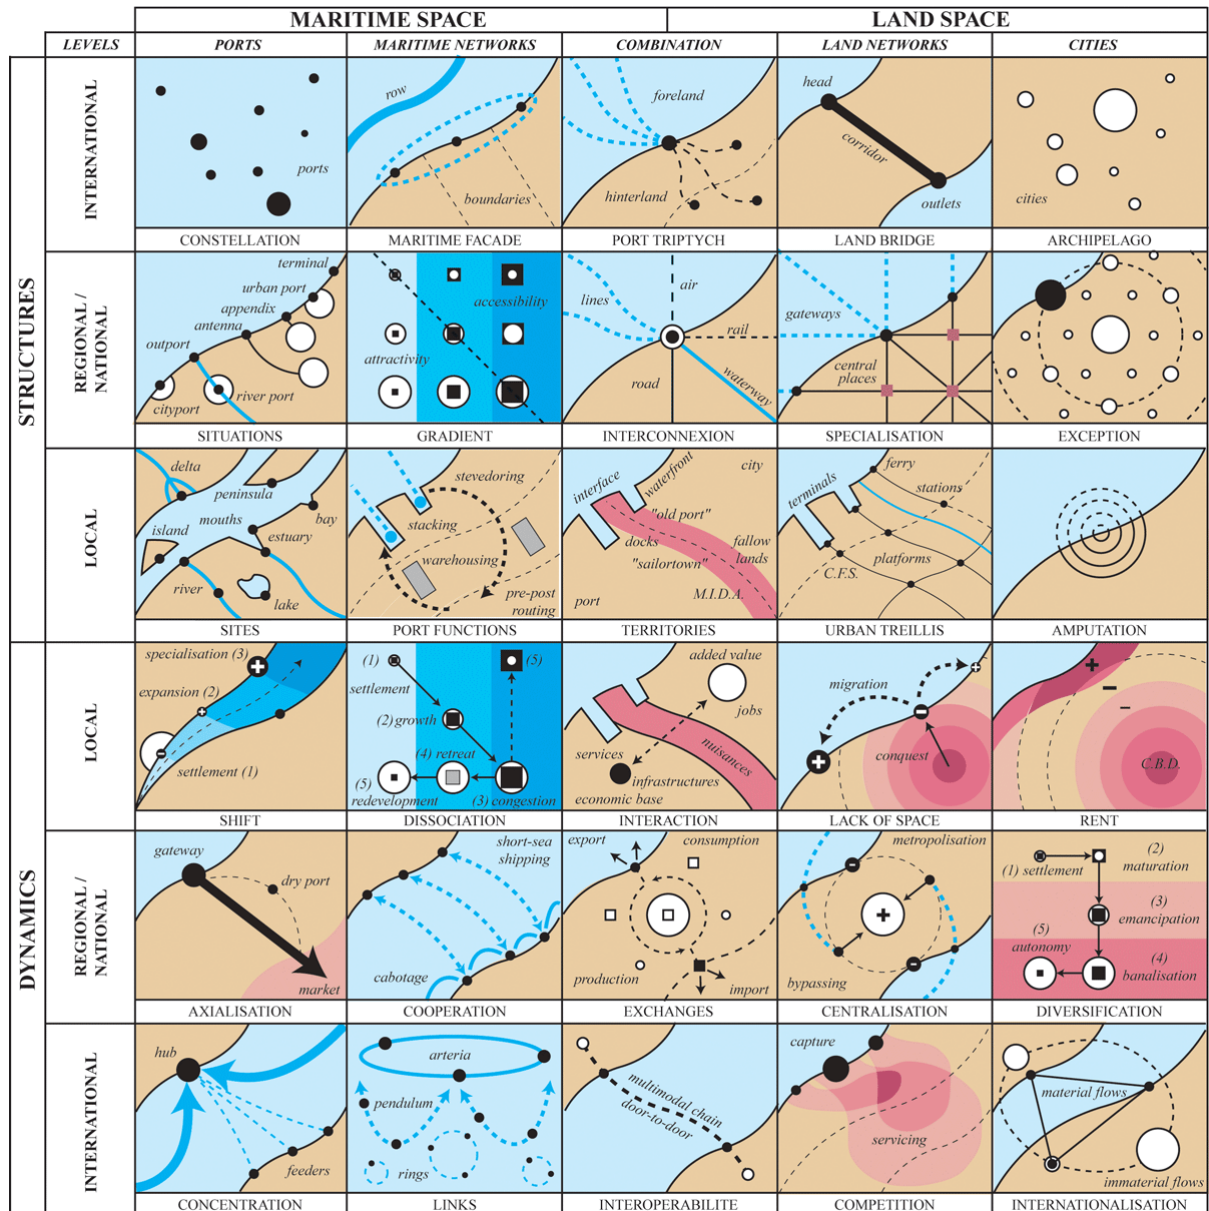 MARITIME SPACE
LAND SPACE
LEVELS
PORTS
MARITIME NETWORKS
COMBINATION
LAND NETWORKS
CITIES
STRUCTURES
INTERNATIONAL
ports
CONSTELLATION
row
boundaries
MARITIME FACADE
foreland
hinterland
PORT TRIPTYCH
head
corridor
outlets
LAND BRIDGE
cities
ARCHIPELAGO
REGIONAL /
NATIONAL
terminal
urban port
appendix
antenna
outport
river port
cityport
SITUATIONS
accessibility
attractivity
GRADIENT
lines
air
rail
road
waterway
INTERCONNEXION
gateways
central
places
SPECIALISATION
EXCEPTION
LOCAL
delta
peninsula
island
mouths
bay
estuary
river
lake
SITES
stevedoring
stacking
warehousing
pre-post
routing
PORT FUNCTIONS
interface
waterfront
city
"old port"
docks
fallow
lands
"sailortown"
M.I.D.A.
port
TERRITORIES
ferry
terminals
stations
platforms
C.F.S.
URBAN TREILLIS
AMPUTATION
DYNAMICS
LOCAL
specialisation (3)
expansion (2)
settlement (1)
SHIFT
(1)
(5)
settlement
(2) growth
(4) retreat
(5)
redevelopment
(3) congestion
DISSOCIATION
added value
jobs
nuisances
services
infrastructures
economic base
INTERACTION
migration
conquest
LACK OF SPACE
C.B.D.
RENT
REGIONAL /
NATIONAL
gateway
dry port
market
AXIALISATION
short-sea
shipping
cabotage
COOPERATION
export
consumption
production
import
EXCHANGES
metropolisation
bypassing
CENTRALISATION
(1) settlement
(2)
maturation
(3)
emancipation
(5)
autonomy
(4)
banalisation
DIVERSIFICATION
INTERNATIONAL
hub
feeders
CONCENTRATION
arteria
pendulum
rings
LINKS
multimodal chain
door-to-door
INTEROPERABILITE
capture
servicing
COMPETITION
material flows
immaterial flows
INTERNATIONALISATION